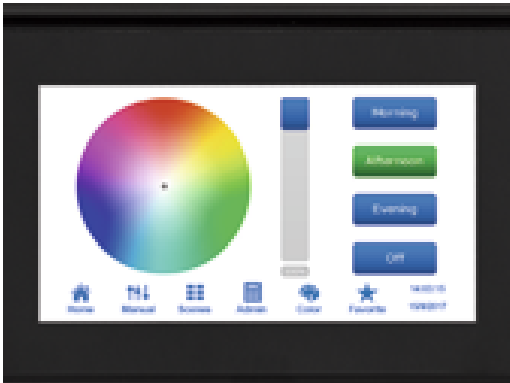 Morning
Afternoon
Evening
Off
Home
Manual
Scenes
Admin
Color
Favorite